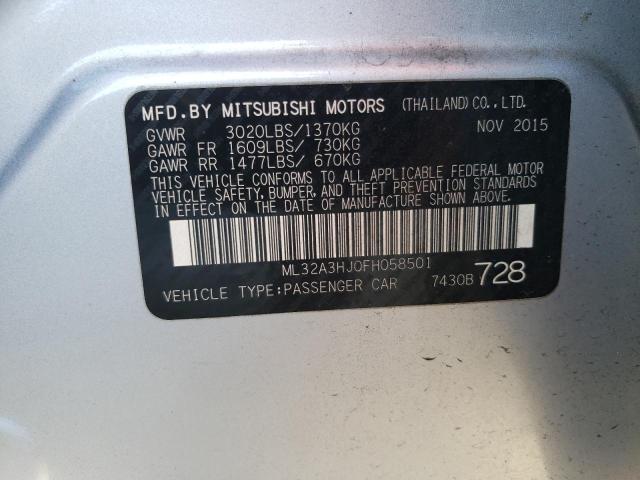 MFD.BY MITSUBISHI MOTORS (THAILAND) CO., LTD.
GVWR 3020LBS/1370KG NOV 2015
GAWR FR 1609LBS/ 730KG
GAWR RR 1477LBS/ 670KG
THIS VEHICLE CONFORMS TO ALL APPLICABLE FEDERAL MOTOR
VEHICLE SAFETY, BUMPER, AND THEFT PREVENTION STANDARDS
IN EFFECT ON THE DATE OF MANUFACTURE SHOWN ABOVE.
ML32A3HJ0FH058501
VEHICLE TYPE:PASSENGER CAR 7430B 728